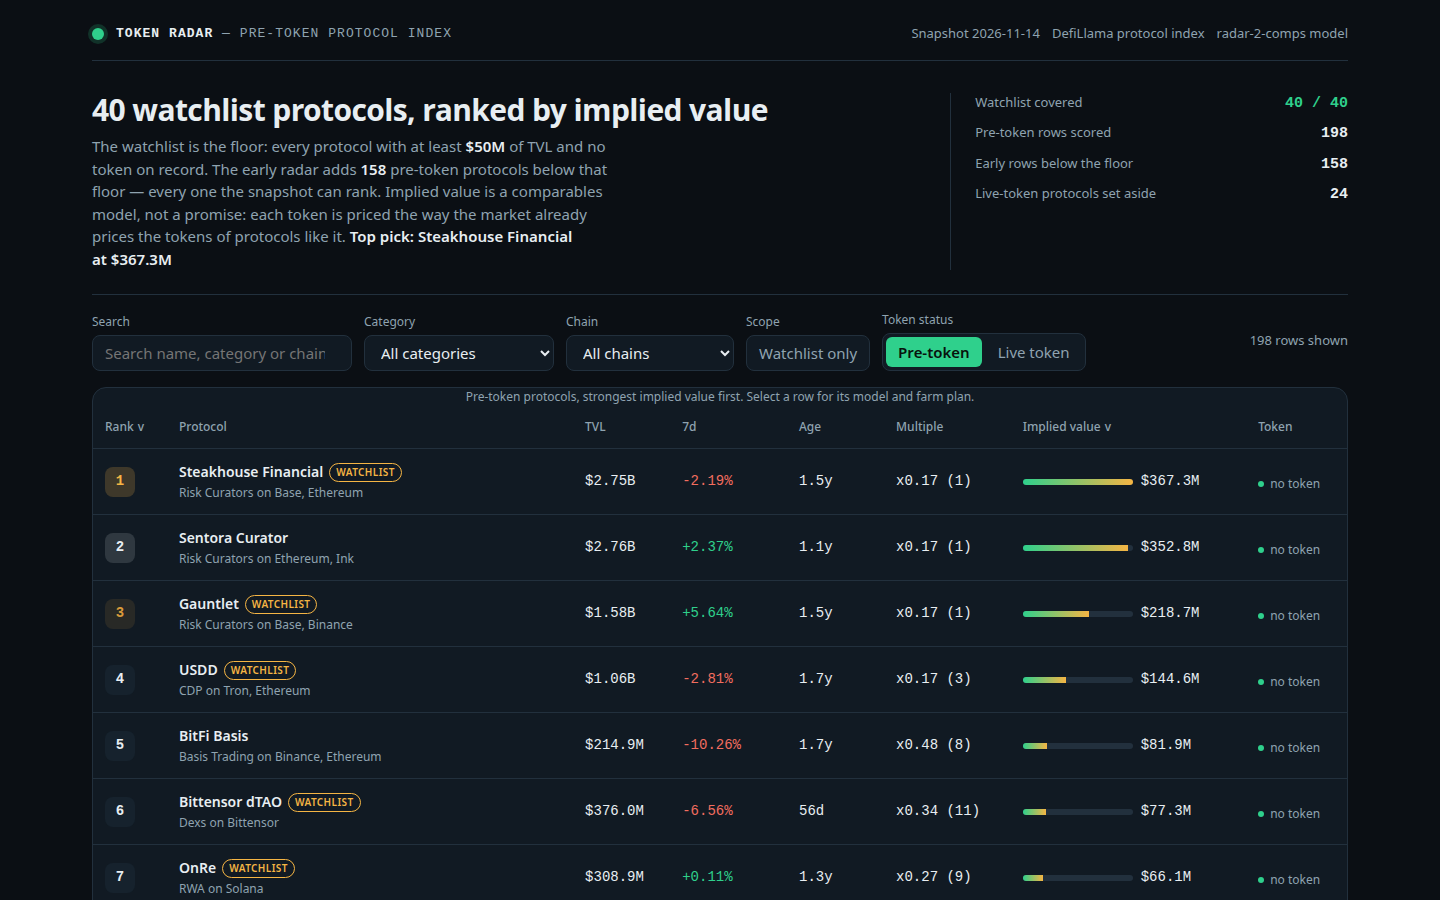 TOKEN RADAR — PRE-TOKEN PROTOCOL INDEX
Snapshot 2026-11-14 DefiLlama protocol index radar-2-comps model
40 watchlist protocols, ranked by implied value
The watchlist is the floor: every protocol with at least $50M of TVL and no
token on record. The early radar adds 158 pre-token protocols below that
floor — every one the snapshot can rank. Implied value is a comparables
model, not a promise: each token is priced the way the market already
prices the tokens of protocols like it. Top pick: Steakhouse Financial
at $367.3M
Watchlist covered 40 / 40
Pre-token rows scored 198
Early rows below the floor 158
Live-token protocols set aside 24
Search Category Chain Scope Token status
Search name, category or chain All categories All chains Watchlist only Pre-token Live token
198 rows shown
Pre-token protocols, strongest implied value first. Select a row for its model and farm plan.
Rank v Protocol TVL 7d Age Multiple Implied value v Token
1 Steakhouse Financial WATCHLIST $2.75B -2.19% 1.5y x0.17 (1) $367.3M no token
Risk Curators on Base, Ethereum
2 Sentora Curator $2.76B +2.37% 1.1y x0.17 (1) $352.8M no token
Risk Curators on Ethereum, Ink
3 Gauntlet WATCHLIST $1.58B +5.64% 1.5y x0.17 (1) $218.7M no token
Risk Curators on Base, Binance
4 USDD WATCHLIST $1.06B -2.81% 1.7y x0.17 (3) $144.6M no token
CDP on Tron, Ethereum
5 BitFi Basis $214.9M -10.26% 1.7y x0.48 (8) $81.9M no token
Basis Trading on Binance, Ethereum
6 Bittensor dTAO WATCHLIST $376.0M -6.56% 56d x0.34 (11) $77.3M no token
Dexs on Bittensor
7 OnRe WATCHLIST $308.9M +0.11% 1.3y x0.27 (9) $66.1M no token
RWA on Solana